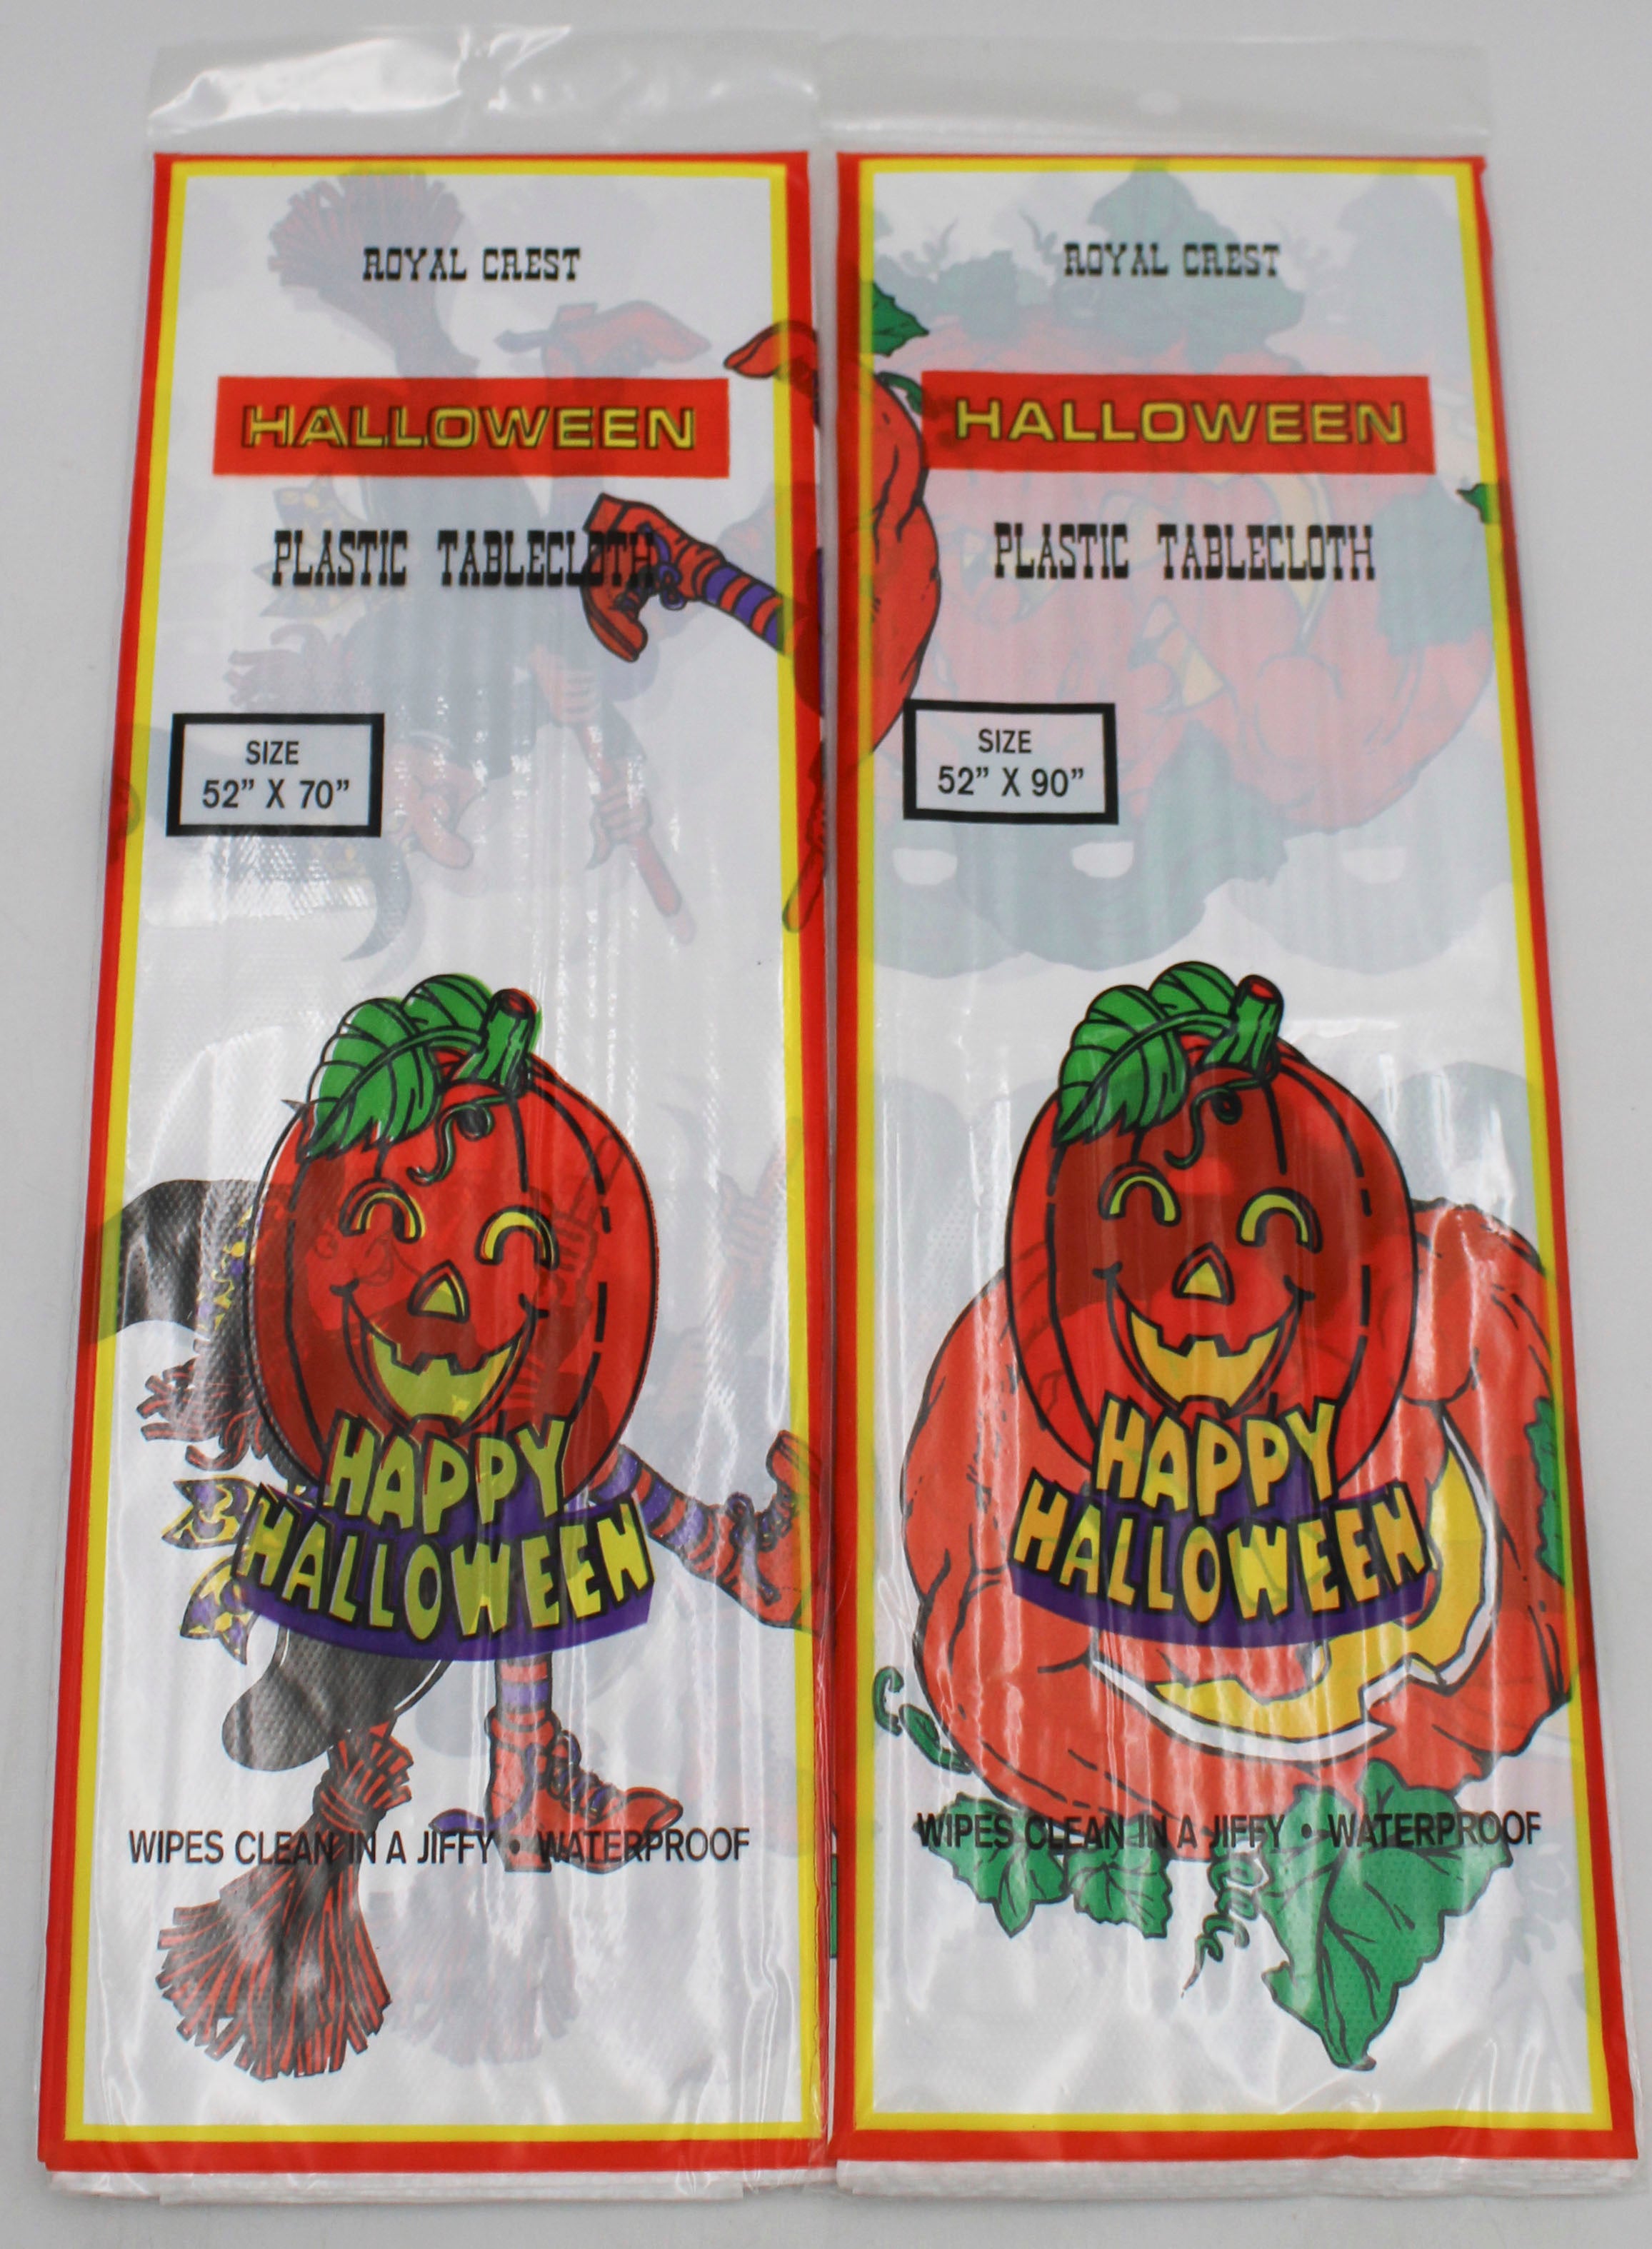 ROYAL CREST
HALLOWEEN
PLASTIC TABLECLOTH
SIZE
52” X 70”
HAPPY
HALLOWEEN
WIPES CLEAN IN A JIFFY • WATERPROOF
ROYAL CREST
HALLOWEEN
PLASTIC TABLECLOTH
SIZE
52” X 90”
HAPPY
HALLOWEEN
WIPES CLEAN IN A JIFFY • WATERPROOF